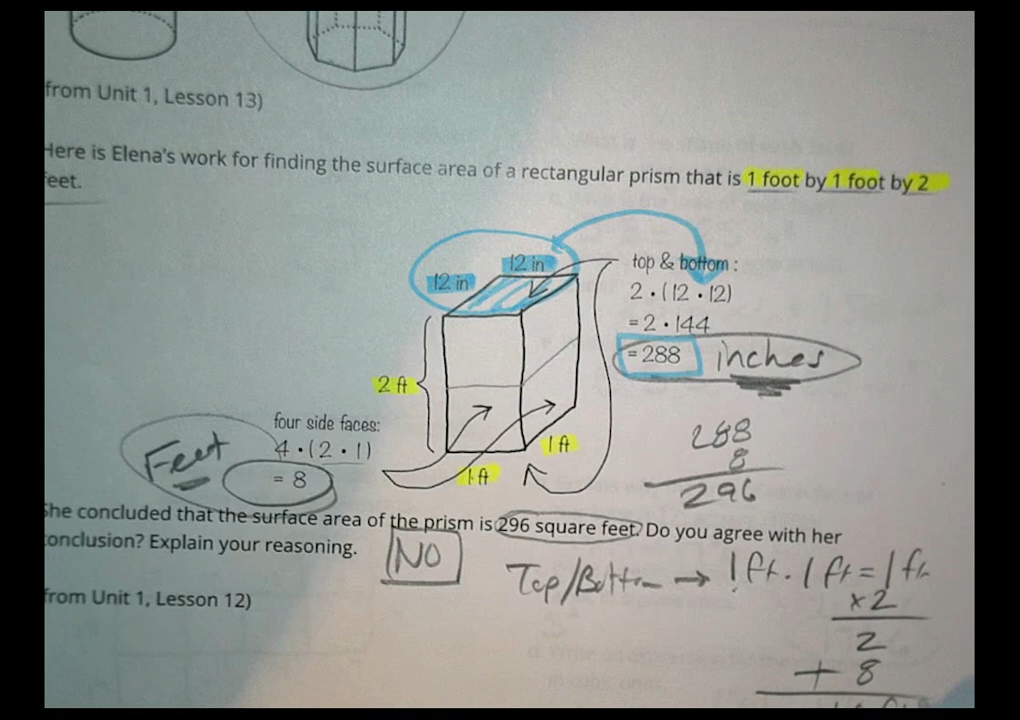 from Unit 1, Lesson 13)
Here is Elena's work for finding the surface area of a rectangular prism that is 1 foot by 1 foot by 2
feet.
12 in
12 in
top & bottom :
2 · (12 · 12)
= 2 · 144
= 288 inches
2 ft
four side faces:
Feet
4 · (2 · 1)
= 8
1 ft
1 ft
288
8
296
She concluded that the surface area of the prism is 296 square feet. Do you agree with her
conclusion? Explain your reasoning.
NO
Top/Bottom → 1 ft · 1 ft = 1 ft
x2
2
+ 8
from Unit 1, Lesson 12)